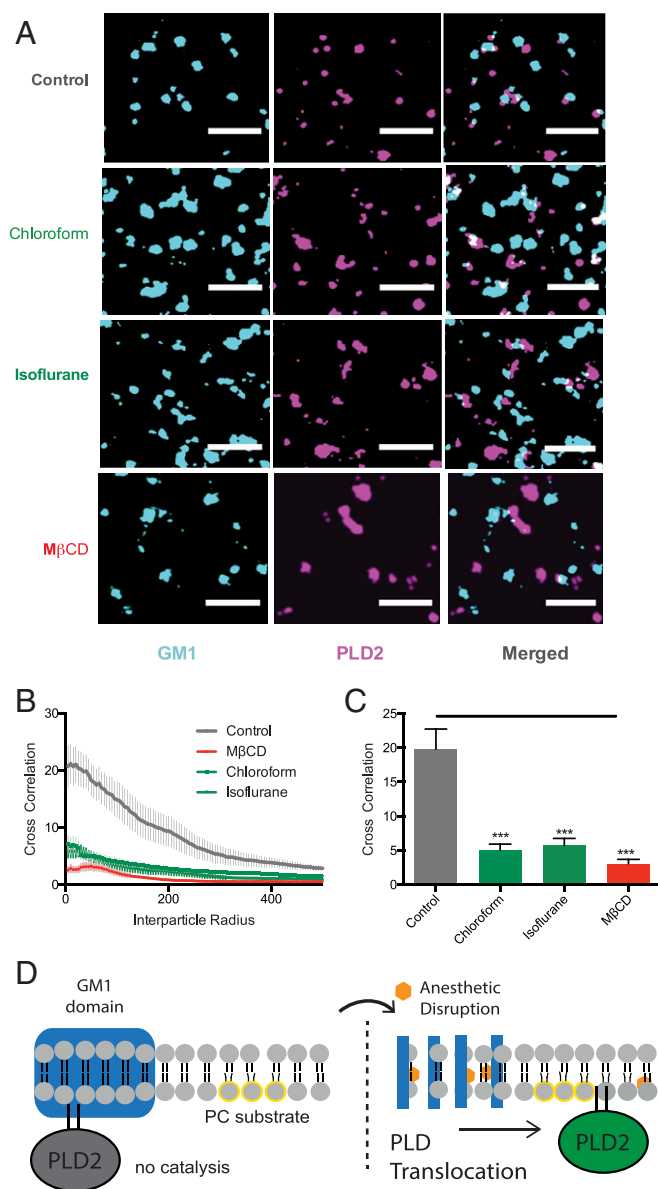 A
Control
Chloroform
Isoflurane
MβCD
GM1 PLD2 Merged
B
30
20
10
0
Cross Correlation
0 200 400
Interparticle Radius
Control
MβCD
Chloroform
Isoflurane
C
25
20
15
10
5
0
Cross Correlation
***
***
***
Control
Chloroform
Isoflurane
MβCD
D
GM1
domain
PC substrate
PLD2
no catalysis
Anesthetic
Disruption
PLD
Translocation
PLD2